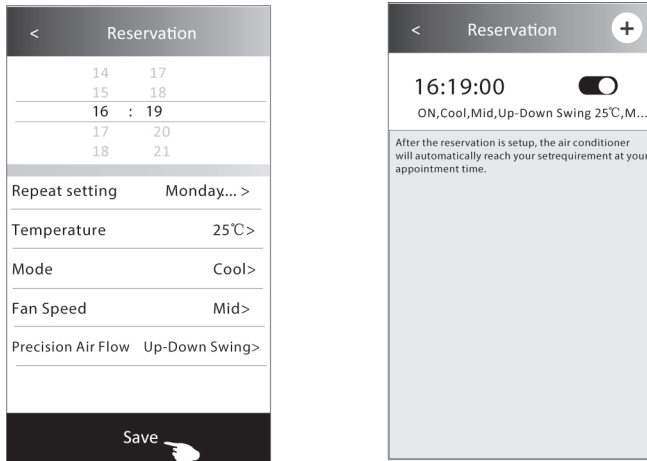 < Reservation
14 17
15 18
16 : 19
17 20
18 21
Repeat setting Monday.... >
Temperature 25℃>
Mode Cool>
Fan Speed Mid>
Precision Air Flow Up-Down Swing>
Save
< Reservation +
16:19:00
ON,Cool,Mid,Up-Down Swing 25℃,M...
After the reservation is setup, the air conditioner
will automatically reach your setrequirement at your
appointment time.